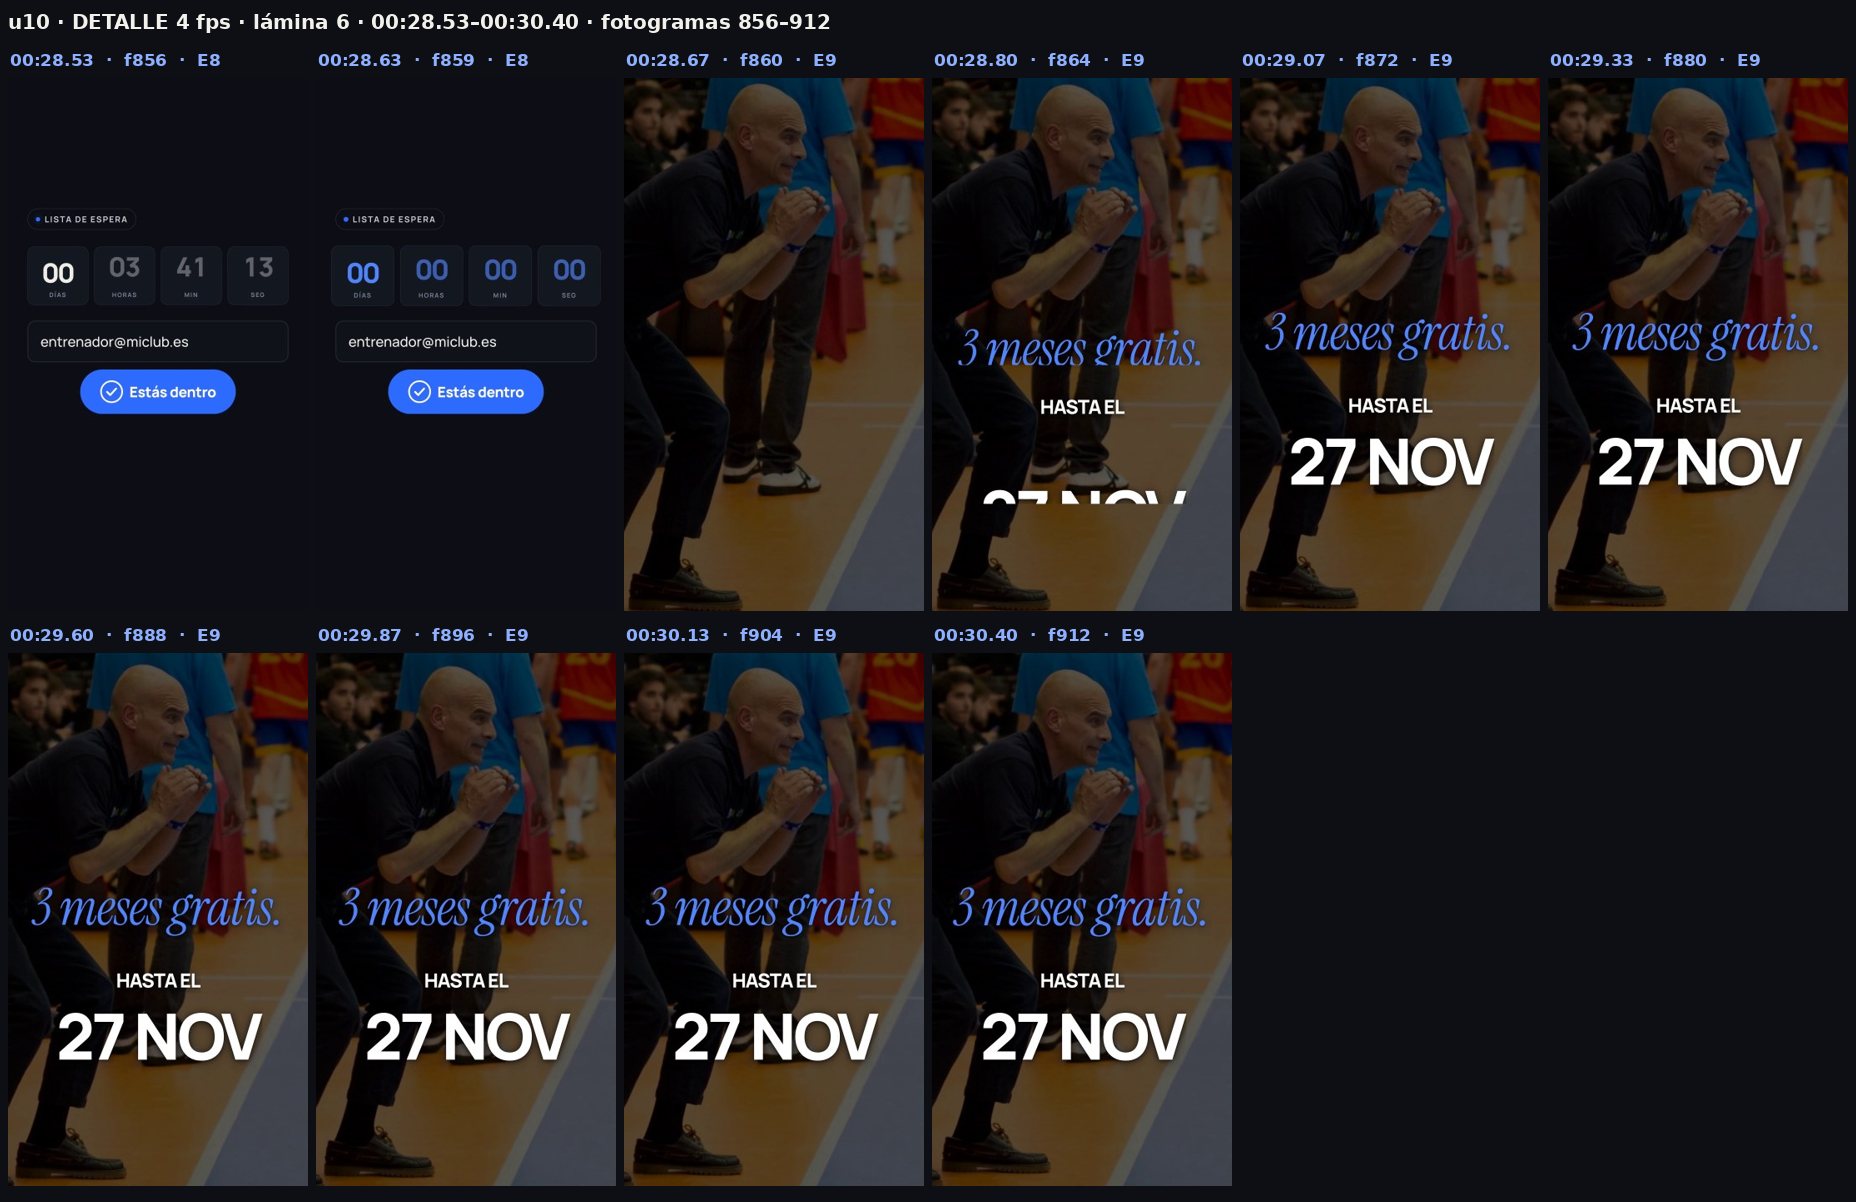 u10 · DETALLE 4 fps · lámina 6 · 00:28.53–00:30.40 · fotogramas 856–912
00:28.53 · f856 · E8
00:28.63 · f859 · E8
00:28.67 · f860 · E9
00:28.80 · f864 · E9
00:29.07 · f872 · E9
00:29.33 · f880 · E9
LISTA DE ESPERA
00 03 41 13
DÍAS HORAS MIN SEG
entrenador@miclub.es
Estás dentro
LISTA DE ESPERA
00 00 00 00
DÍAS HORAS MIN SEG
entrenador@miclub.es
Estás dentro
3 meses gratis.
HASTA EL
27 NOV
3 meses gratis.
HASTA EL
27 NOV
3 meses gratis.
HASTA EL
27 NOV
00:29.60 · f888 · E9
00:29.87 · f896 · E9
00:30.13 · f904 · E9
00:30.40 · f912 · E9
3 meses gratis.
HASTA EL
27 NOV
3 meses gratis.
HASTA EL
27 NOV
3 meses gratis.
HASTA EL
27 NOV
3 meses gratis.
HASTA EL
27 NOV